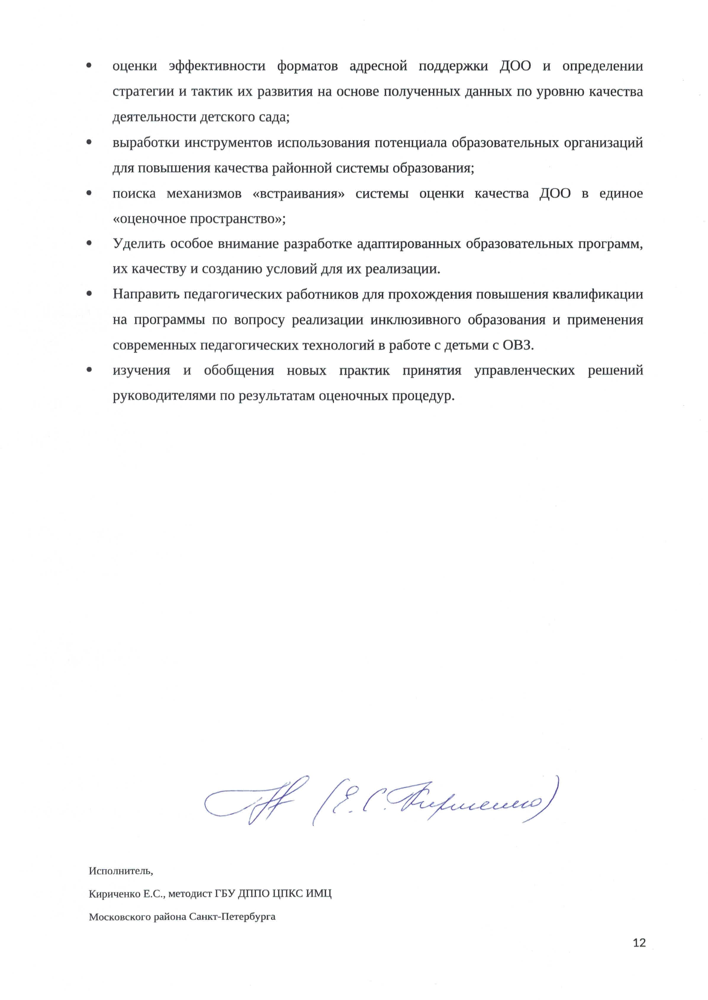 • оценки эффективности форматов адресной поддержки ДОО и определении
стратегии и тактик их развития на основе полученных данных по уровню качества
деятельности детского сада;
• выработки инструментов использования потенциала образовательных организаций
для повышения качества районной системы образования;
• поиска механизмов «встраивания» системы оценки качества ДОО в единое
«оценочное пространство»;
• Уделить особое внимание разработке адаптированных образовательных программ,
их качеству и созданию условий для их реализации.
• Направить педагогических работников для прохождения повышения квалификации
на программы по вопросу реализации инклюзивного образования и применения
современных педагогических технологий в работе с детьми с ОВЗ.
• изучения и обобщения новых практик принятия управленческих решений
руководителями по результатам оценочных процедур.
(Е. С. Кириченко)
Исполнитель,
Кириченко Е.С., методист ГБУ ДППО ЦПКС ИМЦ
Московского района Санкт-Петербурга
12